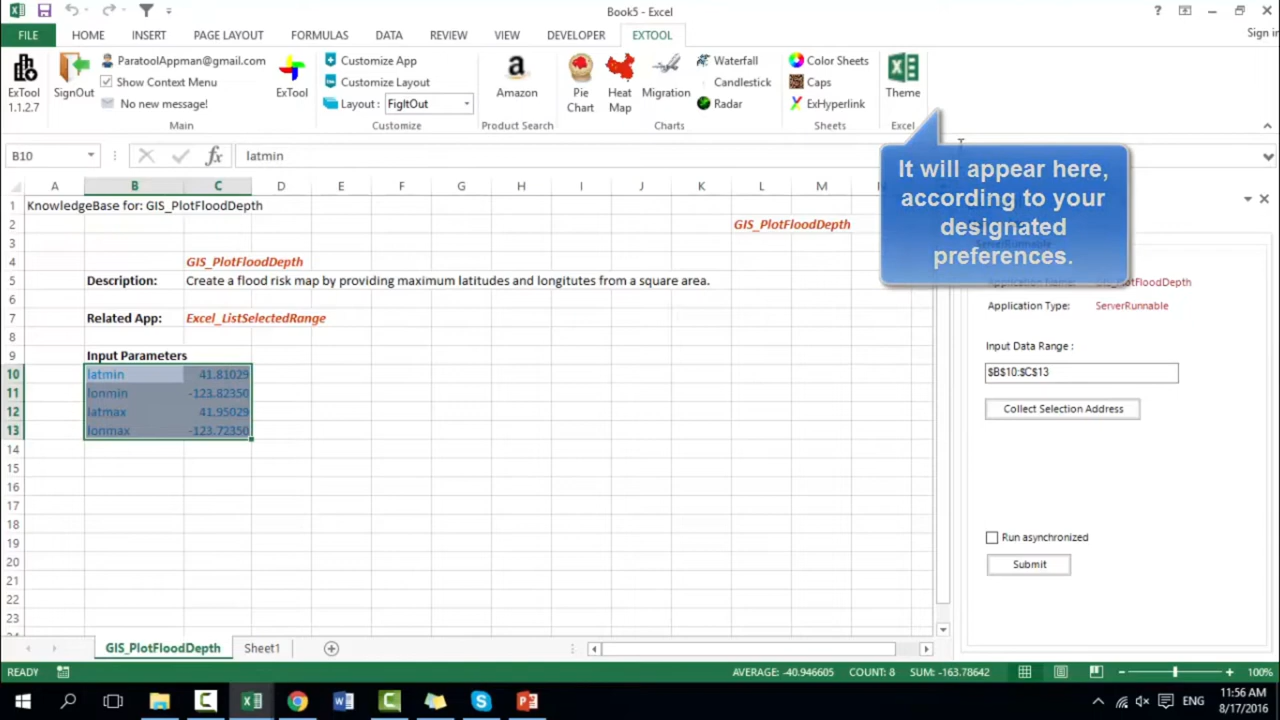 Book5 - Excel
?
FILE HOME INSERT PAGE LAYOUT FORMULAS DATA REVIEW VIEW DEVELOPER EXTOOL
Sign in
ExTool
1.1.2.7
SignOut
ParatoolAppman@gmail.com
Show Context Menu
No new message!
ExTool
Main
Customize App
Customize Layout
Layout : FigItOut
Customize
Amazon
Product Search
Pie
Chart
Heat
Map
Migration
Waterfall
Candlestick
Radar
Charts
Color Sheets
Caps
ExHyperlink
Sheets
Theme
Excel
B10 fx latmin
It will appear here,
according to your
designated
preferences.
A B C D E F G H I J K L M
1 KnowledgeBase for: GIS_PlotFloodDepth
2 GIS_PlotFloodDepth
3
4 GIS_PlotFloodDepth
5 Description: Create a flood risk map by providing maximum latitudes and longitutes from a square area.
6
7 Related App: Excel_ListSelectedRange
8
9 Input Parameters
10 latmin 41.81029
11 lonmin -123.82350
12 latmax 41.95029
13 lonmax -123.72350
14
15
16
17
18
19
20
21
22
23
ServerRunnable
Application Name: GIS_PlotFloodDepth
Application Type: ServerRunnable
Input Data Range :
$B$10:$C$13
Collect Selection Address
Run asynchronized
Submit
GIS_PlotFloodDepth Sheet1
READY AVERAGE: -40.946605 COUNT: 8 SUM: -163.78642 100%
ENG
11:56 AM
8/17/2016